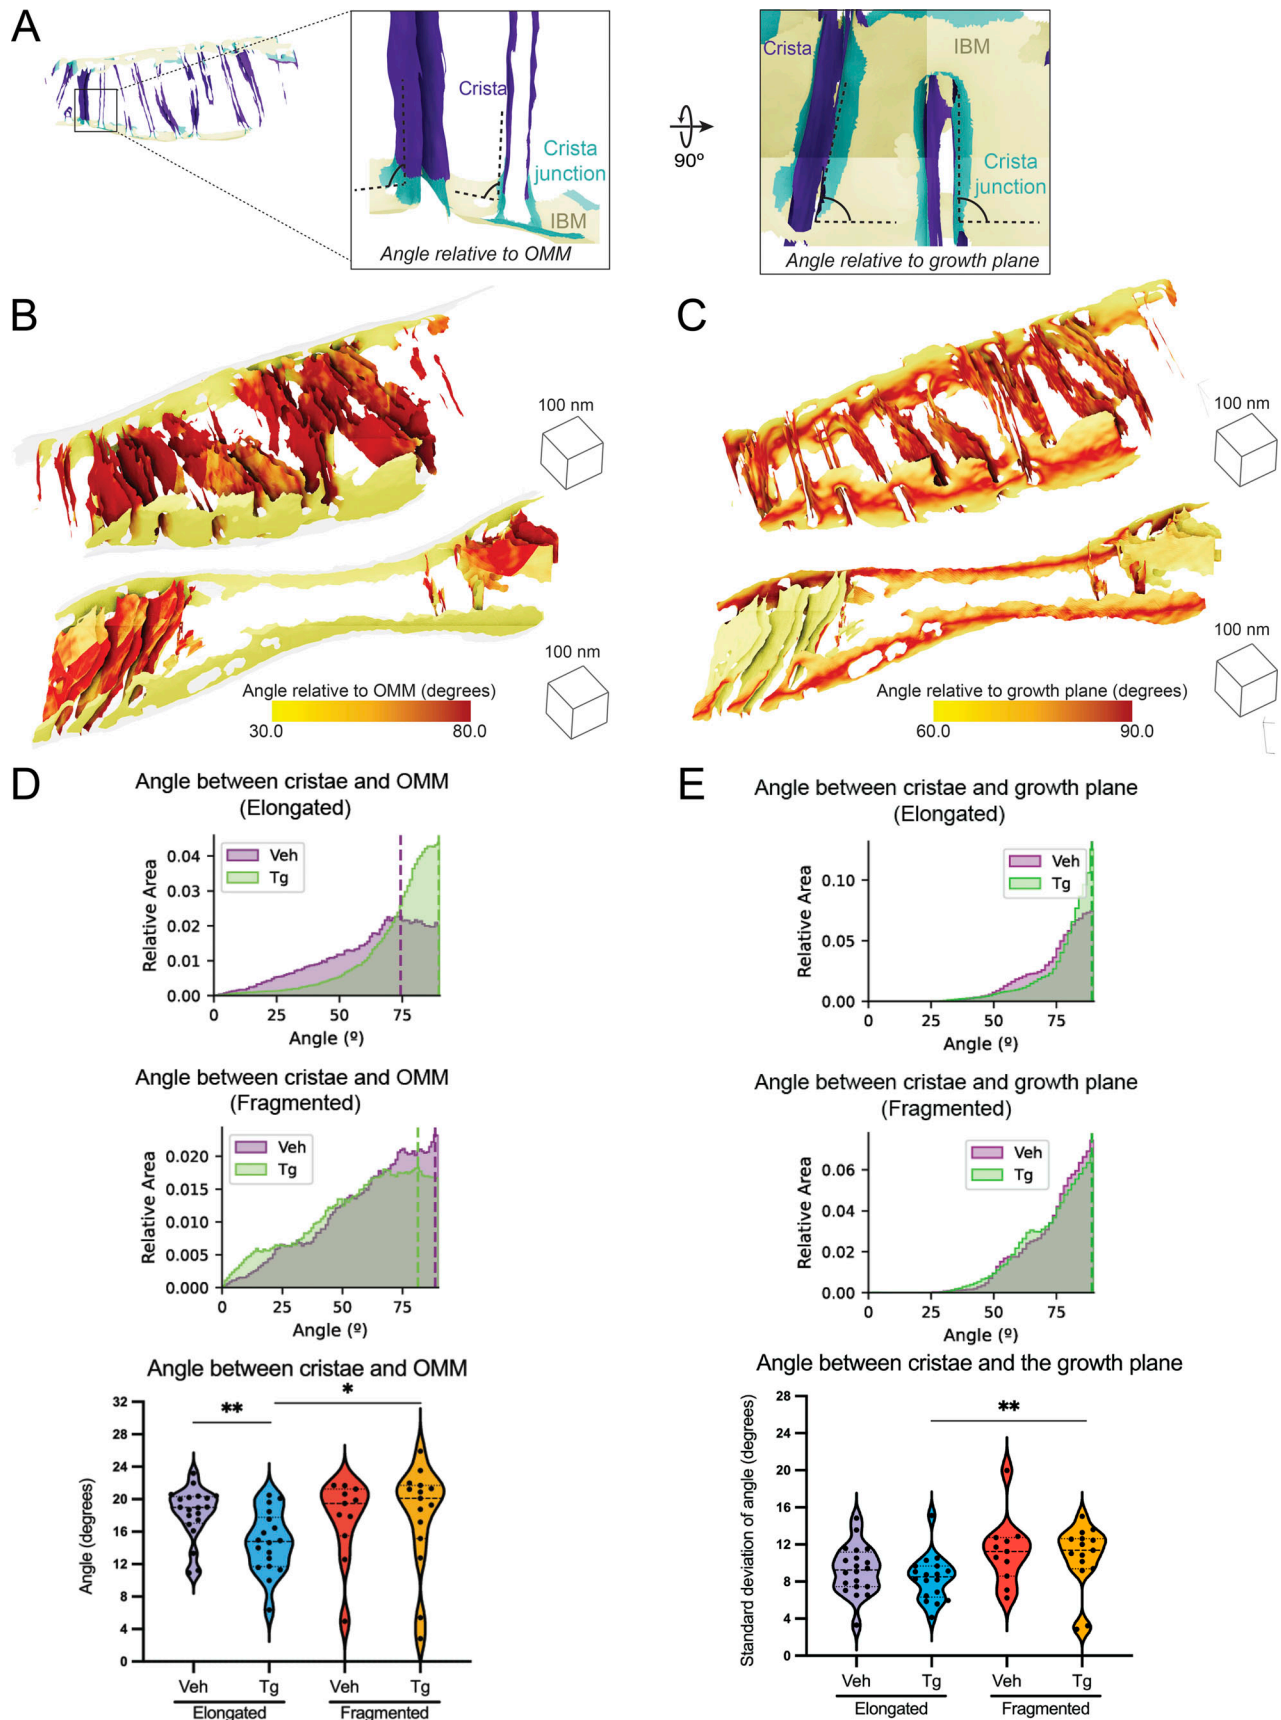 A
Crista
Crista
junction
IBM
Angle relative to OMM
90º
Crista
IBM
Crista
junction
Angle relative to growth plane
B
100 nm
100 nm
Angle relative to OMM (degrees)
30.0
80.0
C
100 nm
100 nm
Angle relative to growth plane (degrees)
60.0
90.0
D
Angle between cristae and OMM
(Elongated)
Relative Area
0.04
0.03
0.02
0.01
0.00
Veh
Tg
0
25
50
75
Angle (º)
Angle between cristae and OMM
(Fragmented)
Relative Area
0.020
0.015
0.010
0.005
0.000
Veh
Tg
0
25
50
75
Angle (º)
Angle between cristae and OMM
Angle (degrees)
32
28
24
20
16
12
8
4
0
**
*
Veh
Tg
Veh
Tg
Elongated
Fragmented
E
Angle between cristae and growth plane
(Elongated)
Relative Area
0.10
0.05
0.00
Veh
Tg
0
25
50
75
Angle (º)
Angle between cristae and growth plane
(Fragmented)
Relative Area
0.06
0.04
0.02
0.00
Veh
Tg
0
25
50
75
Angle (º)
Angle between cristae and the growth plane
Standard deviation of angle (degrees)
28
24
20
16
12
8
4
0
**
Veh
Tg
Veh
Tg
Elongated
Fragmented